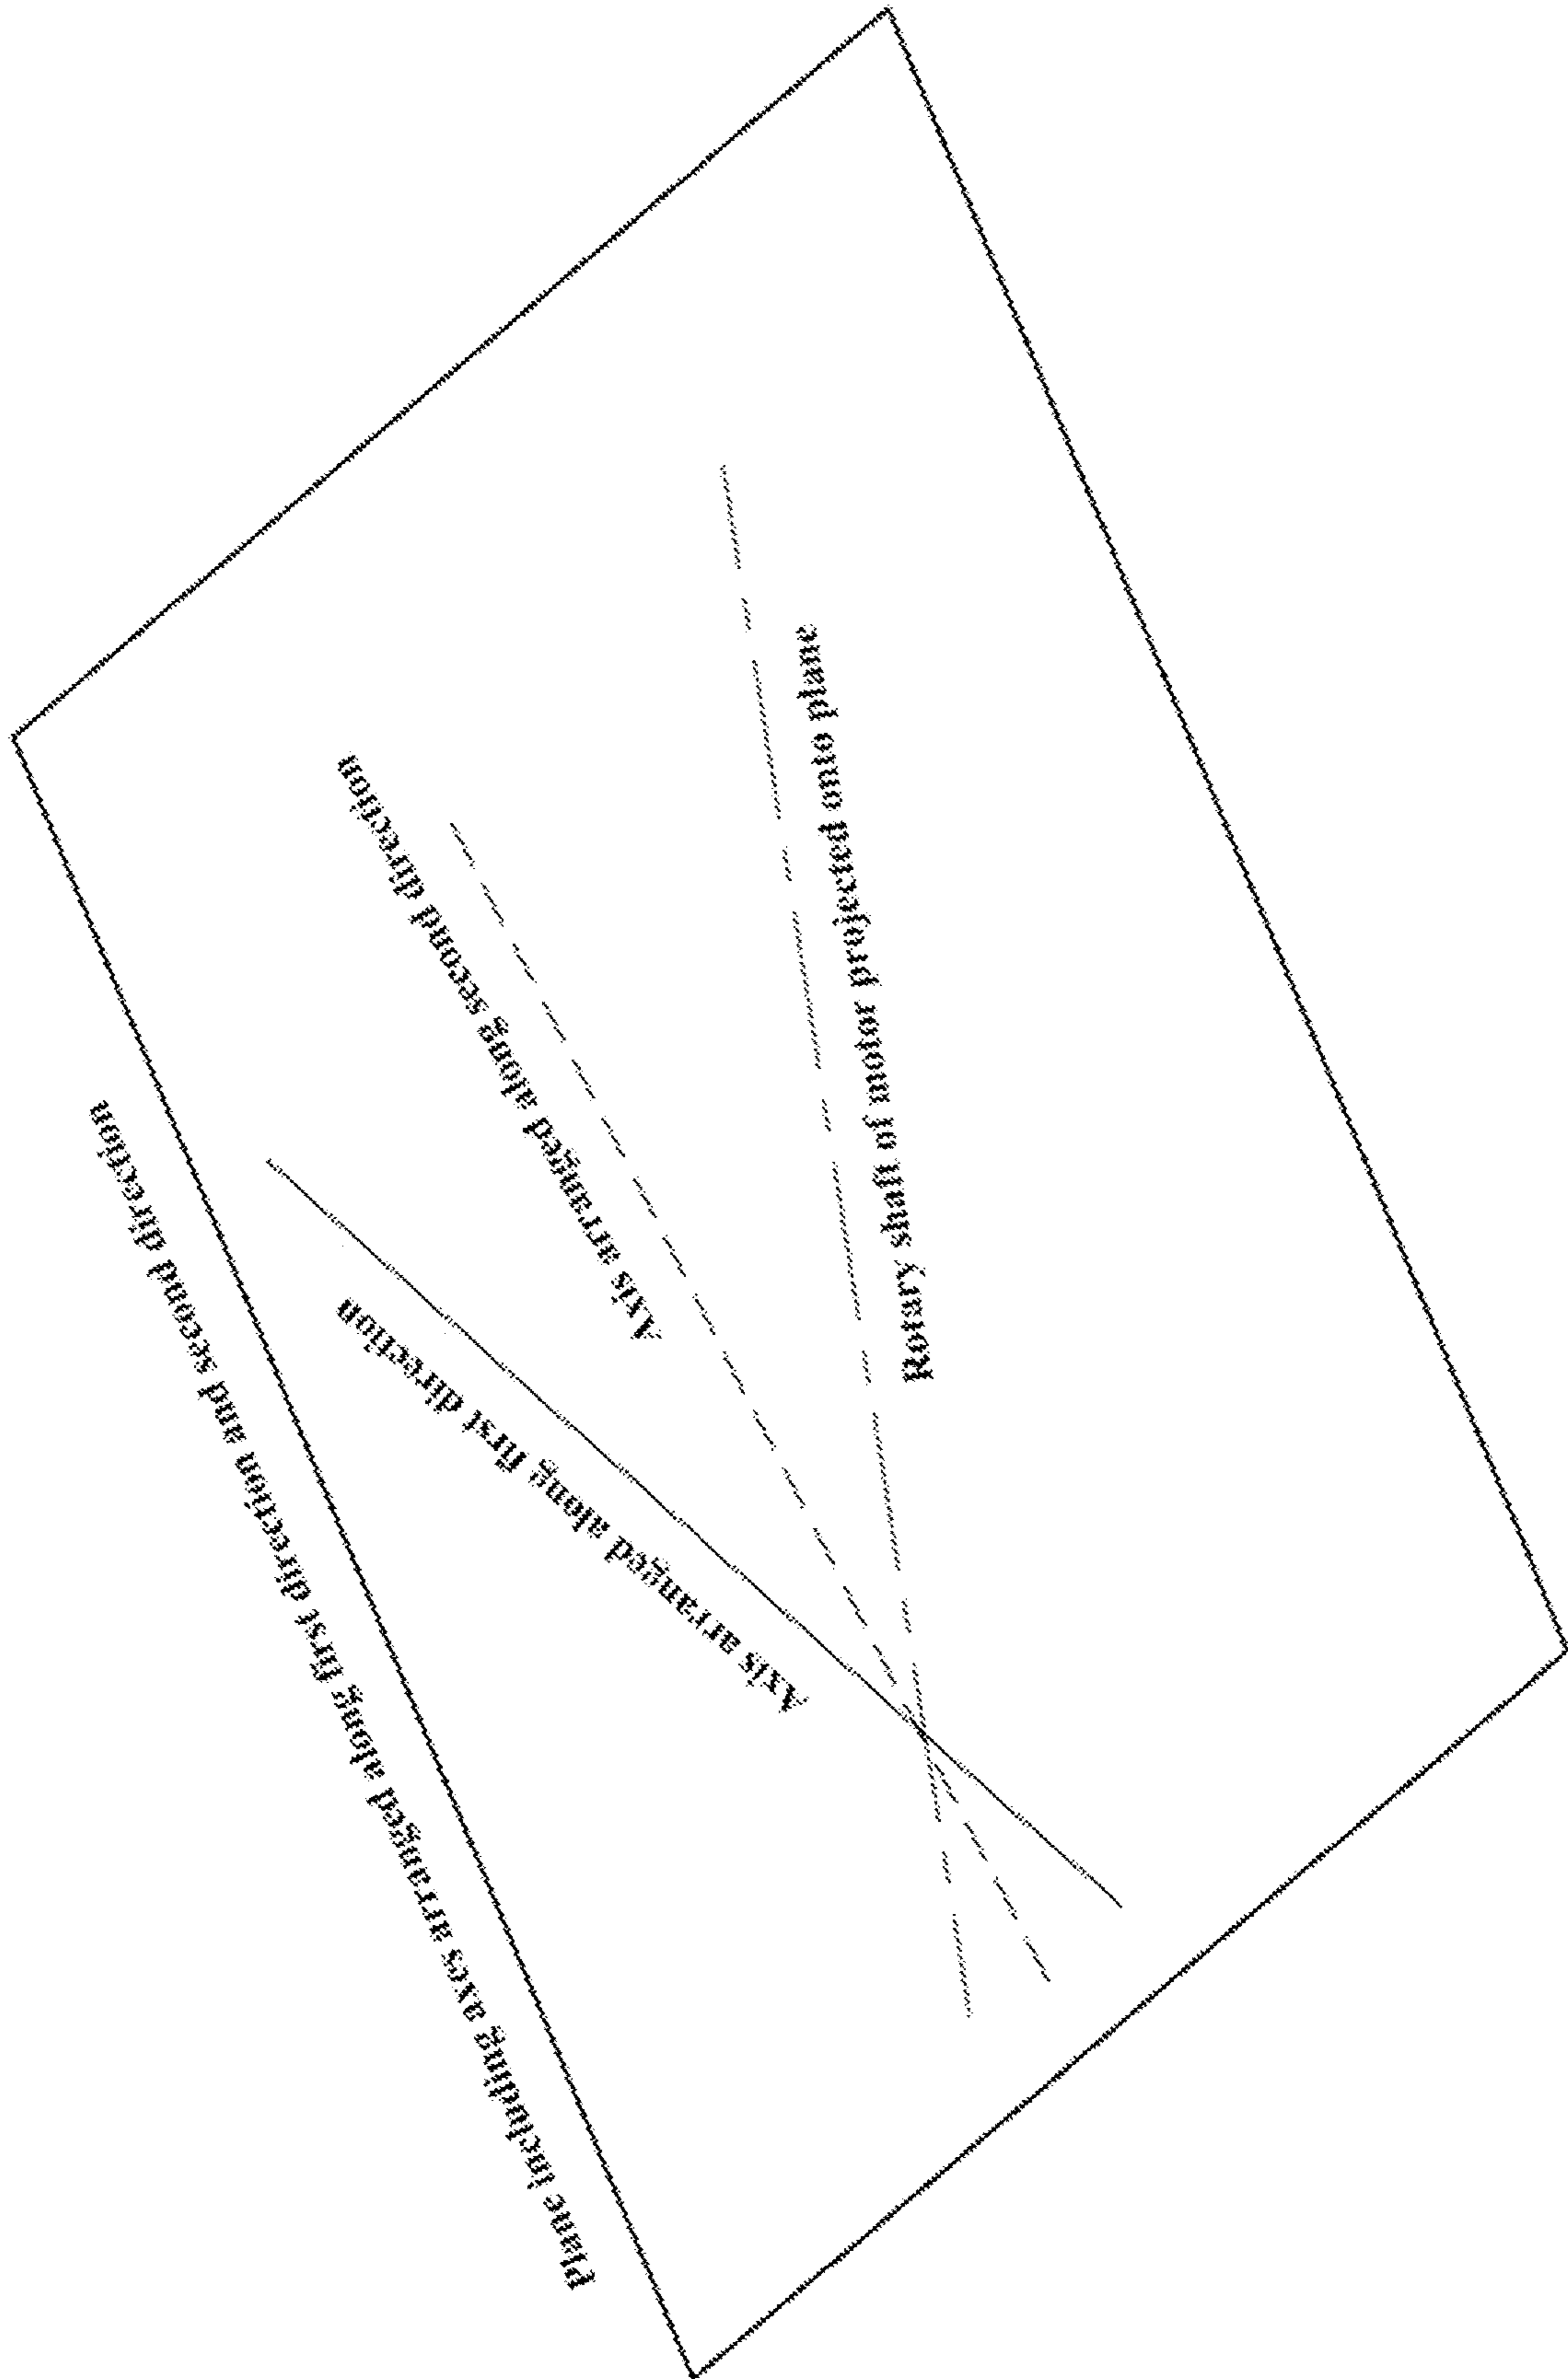 Plane including axes arranged along first direction and second direction
Axis arranged along first direction
Axis arranged along second direction
Rotary shaft of motor projected onto plane